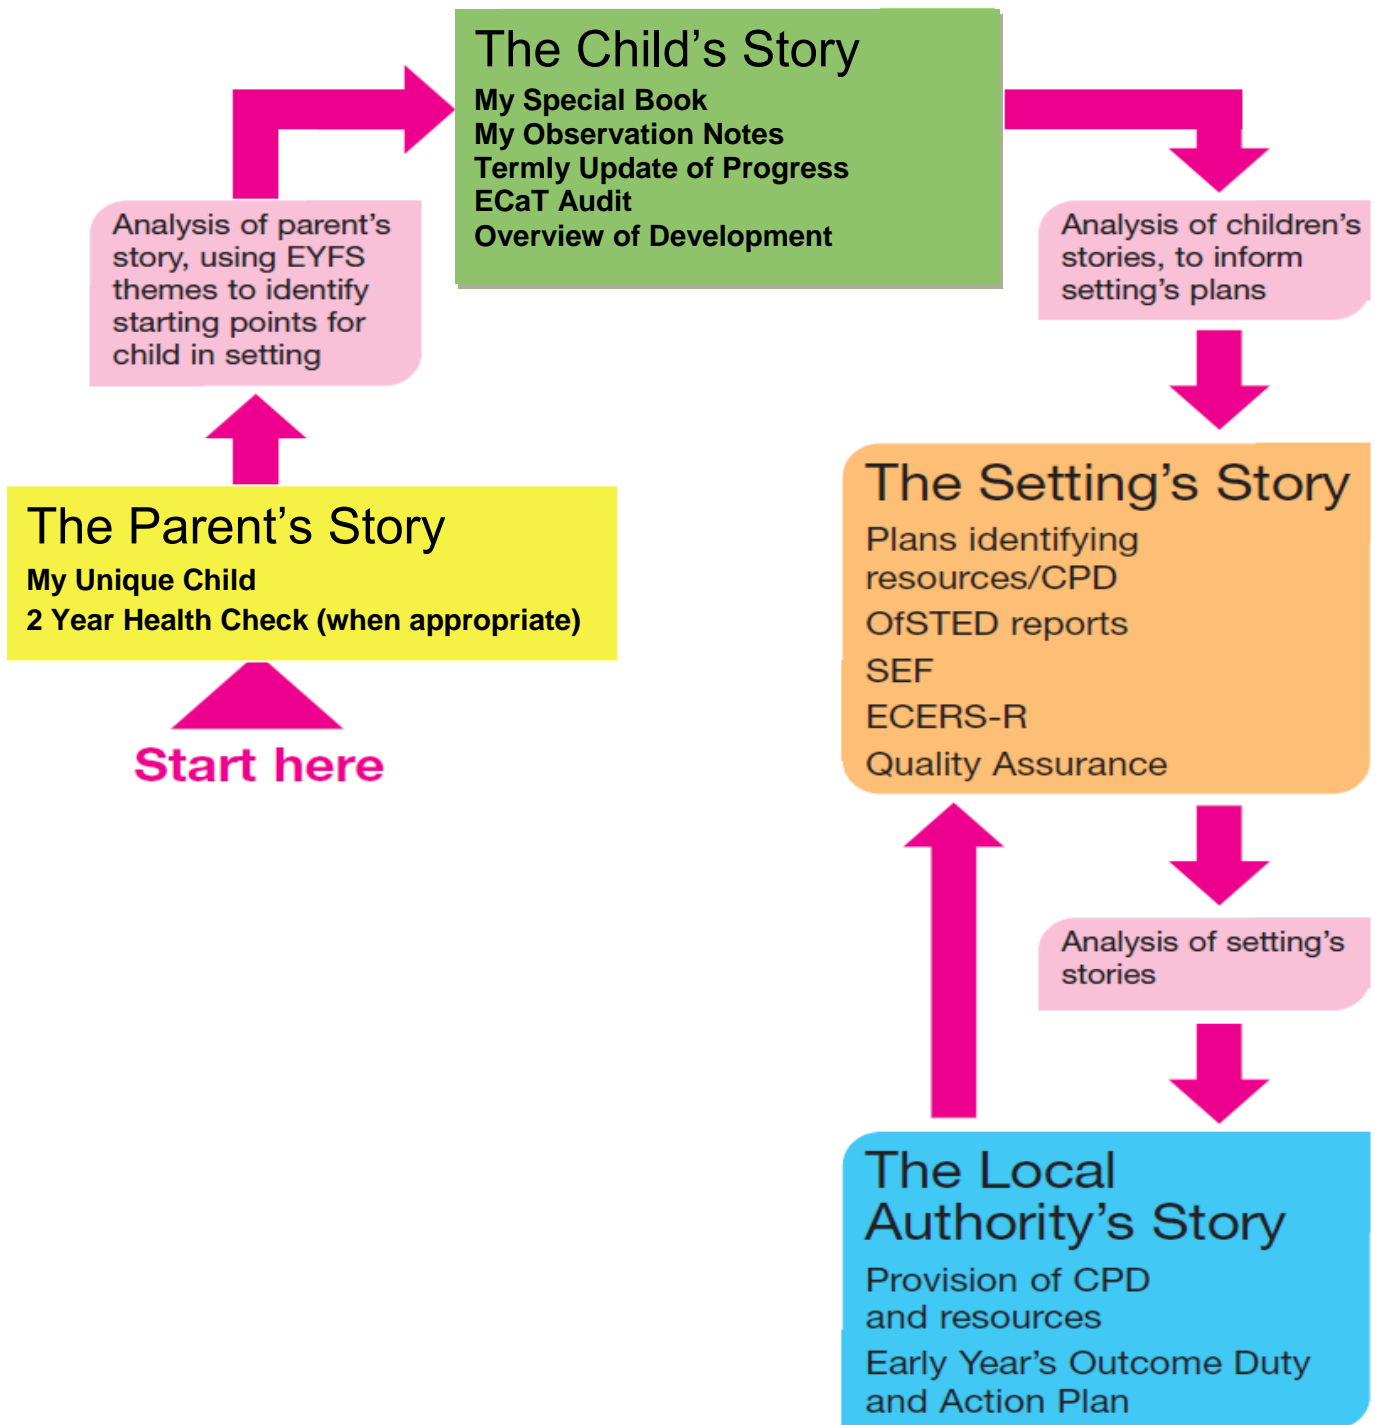 The Child’s Story
My Special Book
My Observation Notes
Termly Update of Progress
ECaT Audit
Overview of Development
Analysis of parent’s
story, using EYFS
themes to identify
starting points for
child in setting
Analysis of children’s
stories, to inform
setting’s plans
The Parent’s Story
My Unique Child
2 Year Health Check (when appropriate)
Start here
The Setting’s Story
Plans identifying
resources/CPD
OfSTED reports
SEF
ECERS-R
Quality Assurance
Analysis of setting’s
stories
The Local
Authority’s Story
Provision of CPD
and resources
Early Year’s Outcome Duty
and Action Plan